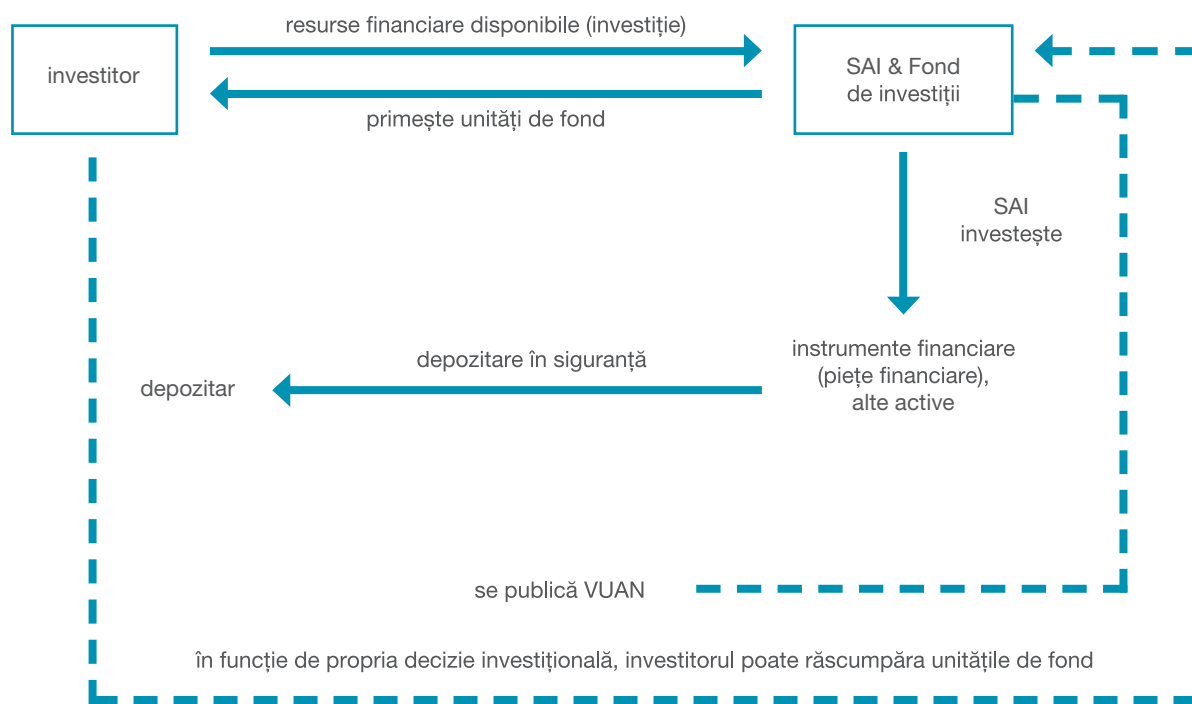 resurse financiare disponibile (investiție)
investitor
SAI & Fond
de investiții
primește unități de fond
SAI
investește
instrumente financiare
(piețe financiare),
alte active
depozitare în siguranță
depozitar
se publică VUAN
în funcție de propria decizie investițională, investitorul poate răscumpăra unitățile de fond